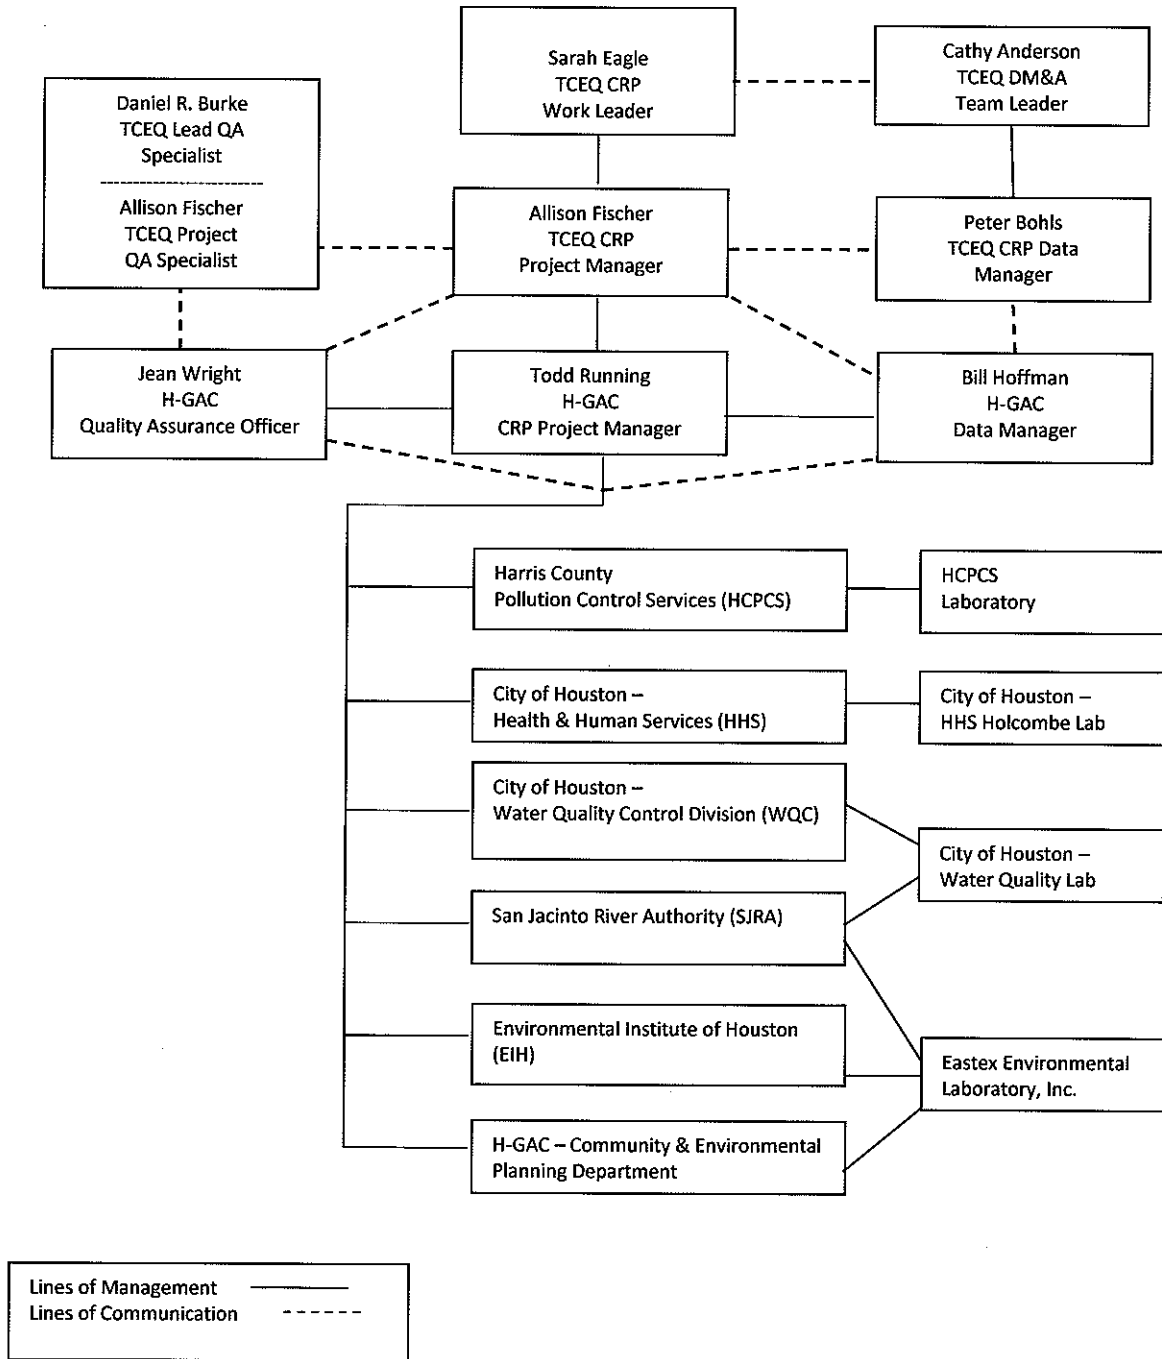 Sarah Eagle
TCEQ CRP
Work Leader
Cathy Anderson
TCEQ DM&A
Team Leader
Daniel R. Burke
TCEQ Lead QA
Specialist
Allison Fischer
TCEQ Project
QA Specialist
Allison Fischer
TCEQ CRP
Project Manager
Peter Bohls
TCEQ CRP Data
Manager
Jean Wright
H-GAC
Quality Assurance Officer
Todd Running
H-GAC
CRP Project Manager
Bill Hoffman
H-GAC
Data Manager
Harris County
Pollution Control Services (HCPCS)
HCPCS
Laboratory
City of Houston –
Health & Human Services (HHS)
City of Houston –
HHS Holcombe Lab
City of Houston –
Water Quality Control Division (WQC)
City of Houston –
Water Quality Lab
San Jacinto River Authority (SJRA)
Environmental Institute of Houston
(EIH)
Eastex Environmental
Laboratory, Inc.
H-GAC – Community & Environmental
Planning Department
Lines of Management
Lines of Communication